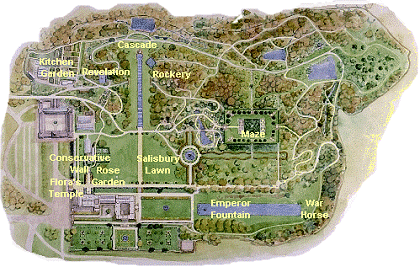 Cascade
Kitchen
Garden
Revelation
Rockery
Maze
Conservative
Wall
Rose
Garden
Flora's
Temple
Salisbury
Lawn
Emperor
Fountain
War
Horse